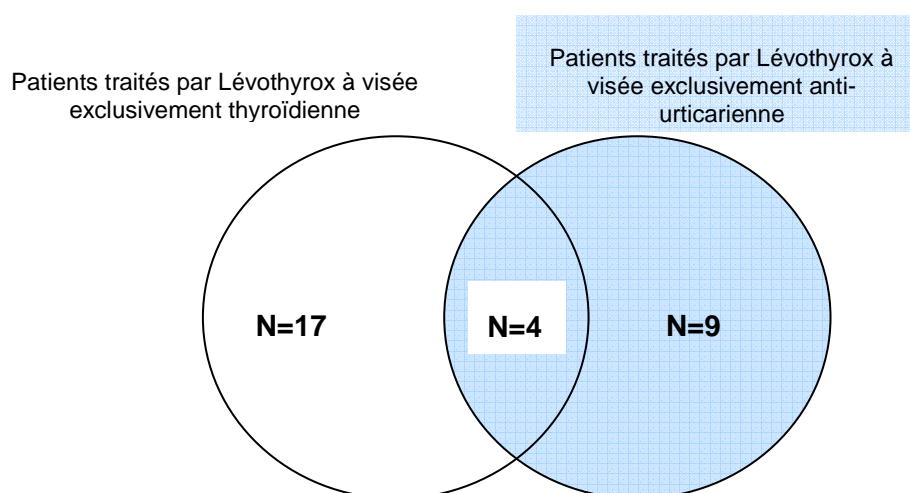 Patients traités par Lévothyrox à visée
exclusivement thyroïdienne
Patients traités par Lévothyrox à
visée exclusivement anti-
urticarienne
N=17
N=4
N=9